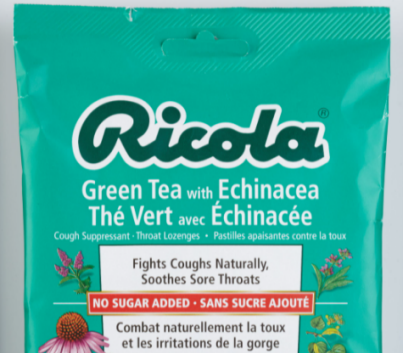 Ricola®
Green Tea with Echinacea
Thé Vert avec Échinacée
Cough Suppressant · Throat Lozenges • Pastilles apaisantes contre la toux
Fights Coughs Naturally,
Soothes Sore Throats
NO SUGAR ADDED • SANS SUCRE AJOUTÉ
Combat naturellement la toux
et les irritations de la gorge